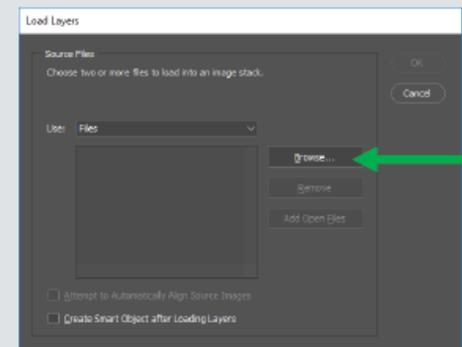 Load Layers
Source Files
Choose two or more files to load into an image stack.
OK
Cancel
Use: Files
Browse...
Remove
Add Open Files
Attempt to Automatically Align Source Images
Create Smart Object after Loading Layers